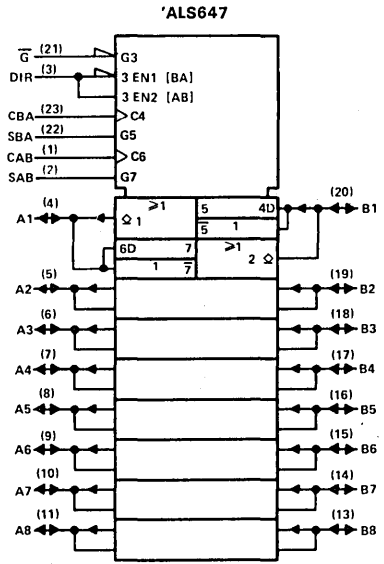 'ALS647
G̅ (21) G3
DIR (3) 3 EN1 [BA]
3 EN2 [AB]
CBA (23) C4
SBA (22) G5
CAB (1) C6
SAB (2) G7
A1 (4) 1 ⩾1 5 4D (20) B1
5̅ 1
6D 7 ⩾1
1 7̅ 2
A2 (5) (19) B2
A3 (6) (18) B3
A4 (7) (17) B4
A5 (8) (16) B5
A6 (9) (15) B6
A7 (10) (14) B7
A8 (11) (13) B8